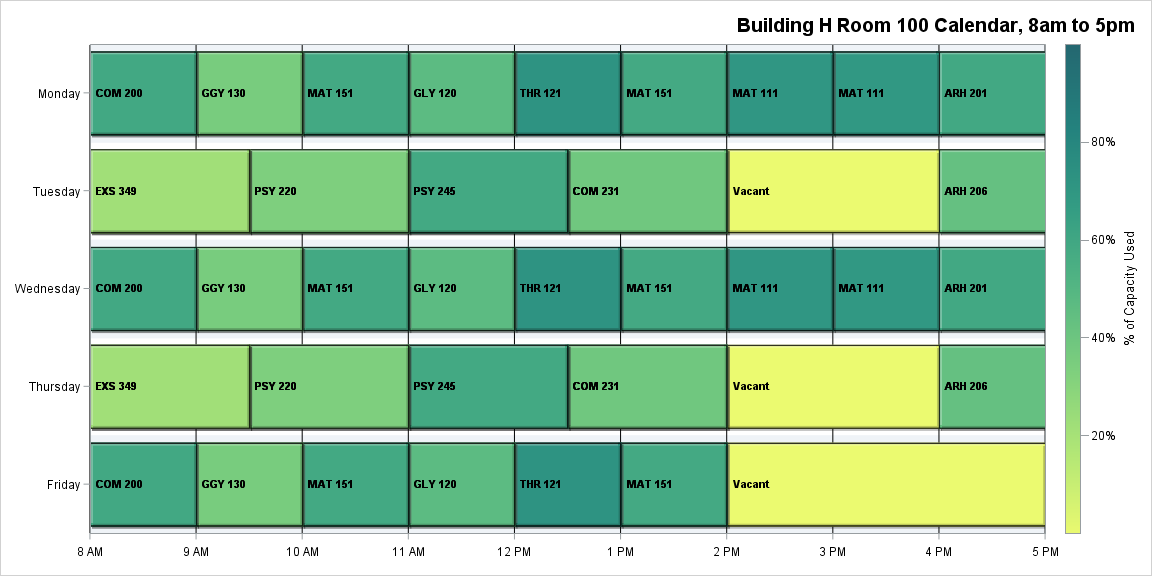 Building H Room 100 Calendar, 8am to 5pm
Monday
COM 200
GGY 130
MAT 151
GLY 120
THR 121
MAT 151
MAT 111
MAT 111
ARH 201
Tuesday
EXS 349
PSY 220
PSY 245
COM 231
Vacant
ARH 206
Wednesday
COM 200
GGY 130
MAT 151
GLY 120
THR 121
MAT 151
MAT 111
MAT 111
ARH 201
Thursday
EXS 349
PSY 220
PSY 245
COM 231
Vacant
ARH 206
Friday
COM 200
GGY 130
MAT 151
GLY 120
THR 121
MAT 151
Vacant
8 AM
9 AM
10 AM
11 AM
12 PM
1 PM
2 PM
3 PM
4 PM
5 PM
80%
60%
40%
20%
% of Capacity Used